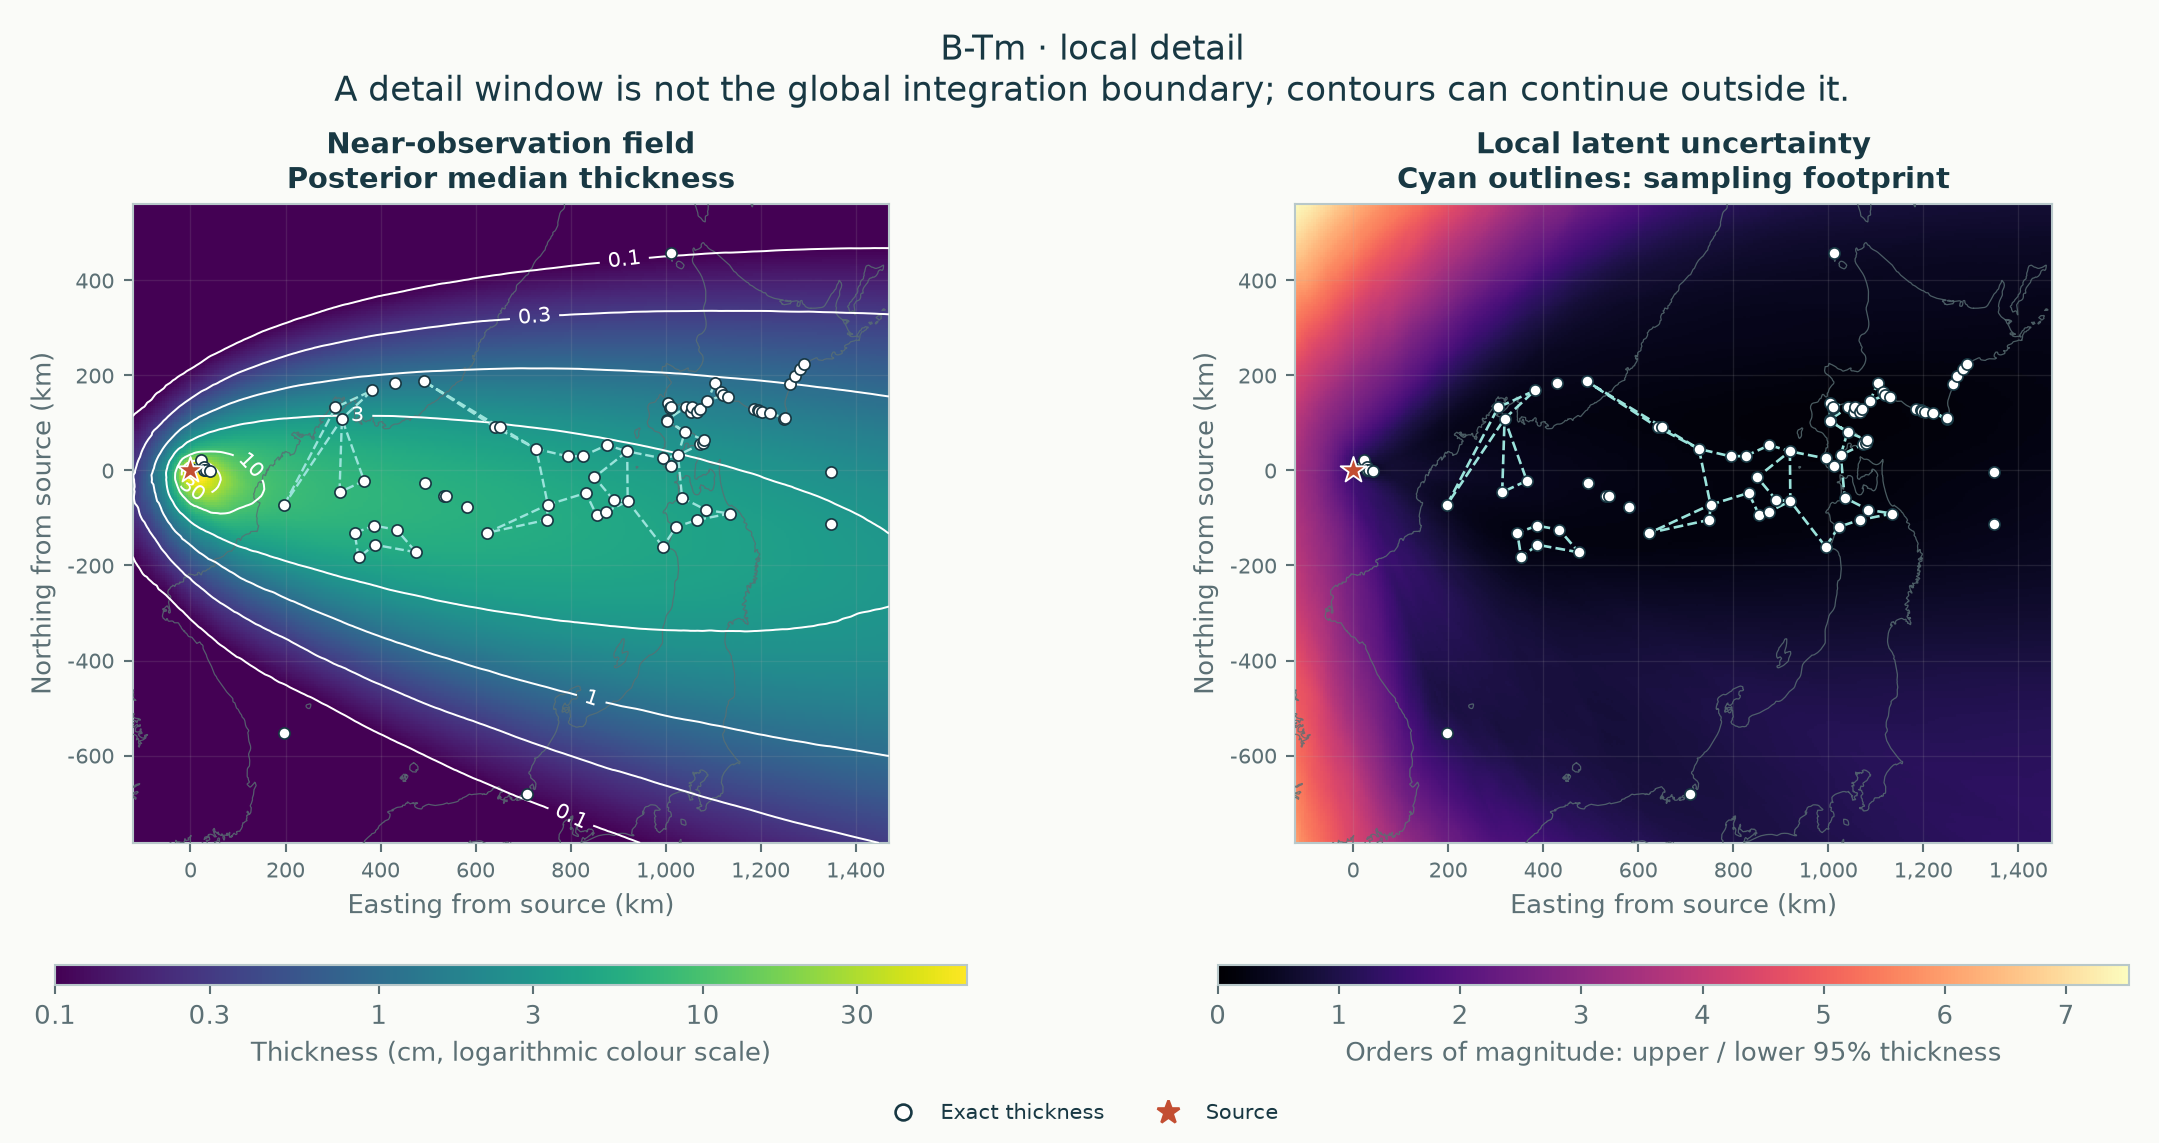 B-Tm · local detail
A detail window is not the global integration boundary; contours can continue outside it.
Near-observation field
Posterior median thickness
Northing from source (km)
400
200
0
-200
-400
-600
0.1
0.3
3
10
30
1
0.1
0 200 400 600 800 1,000 1,200 1,400
Easting from source (km)
0.1 0.3 1 3 10 30
Thickness (cm, logarithmic colour scale)
Local latent uncertainty
Cyan outlines: sampling footprint
Northing from source (km)
400
200
0
-200
-400
-600
0 200 400 600 800 1,000 1,200 1,400
Easting from source (km)
0 1 2 3 4 5 6 7
Orders of magnitude: upper / lower 95% thickness
Exact thickness Source